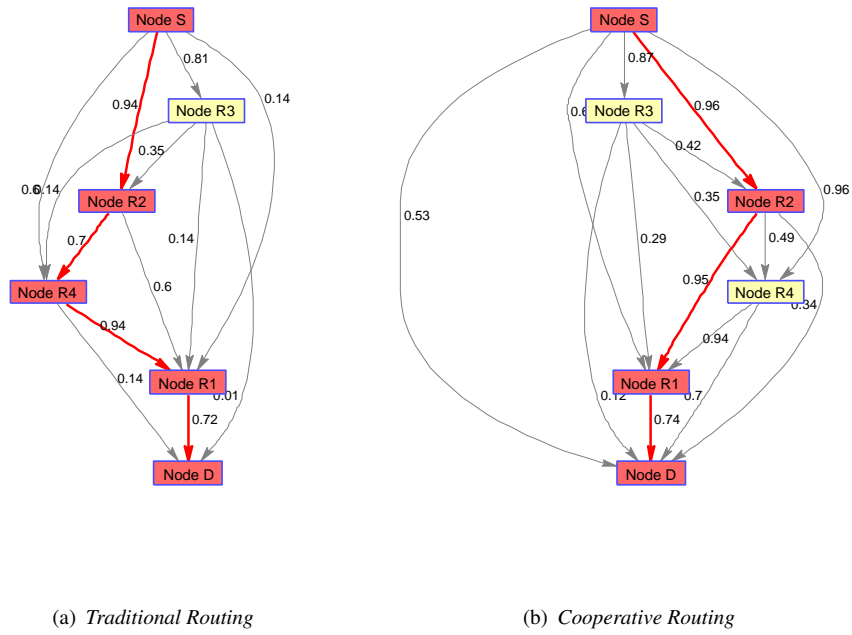 Node S
Node S
0.81
0.87
0.94
0.14
0.96
Node R3
Node R3
0.35
0.42
0.6
0.14
0.35
0.96
Node R2
Node R2
0.53
0.7
0.14
0.29
0.49
0.6
0.95
Node R4
Node R4
0.34
0.94
0.94
0.14
Node R1
Node R1
0.01
0.12
0.7
0.72
0.74
Node D
Node D
(a) Traditional Routing
(b) Cooperative Routing